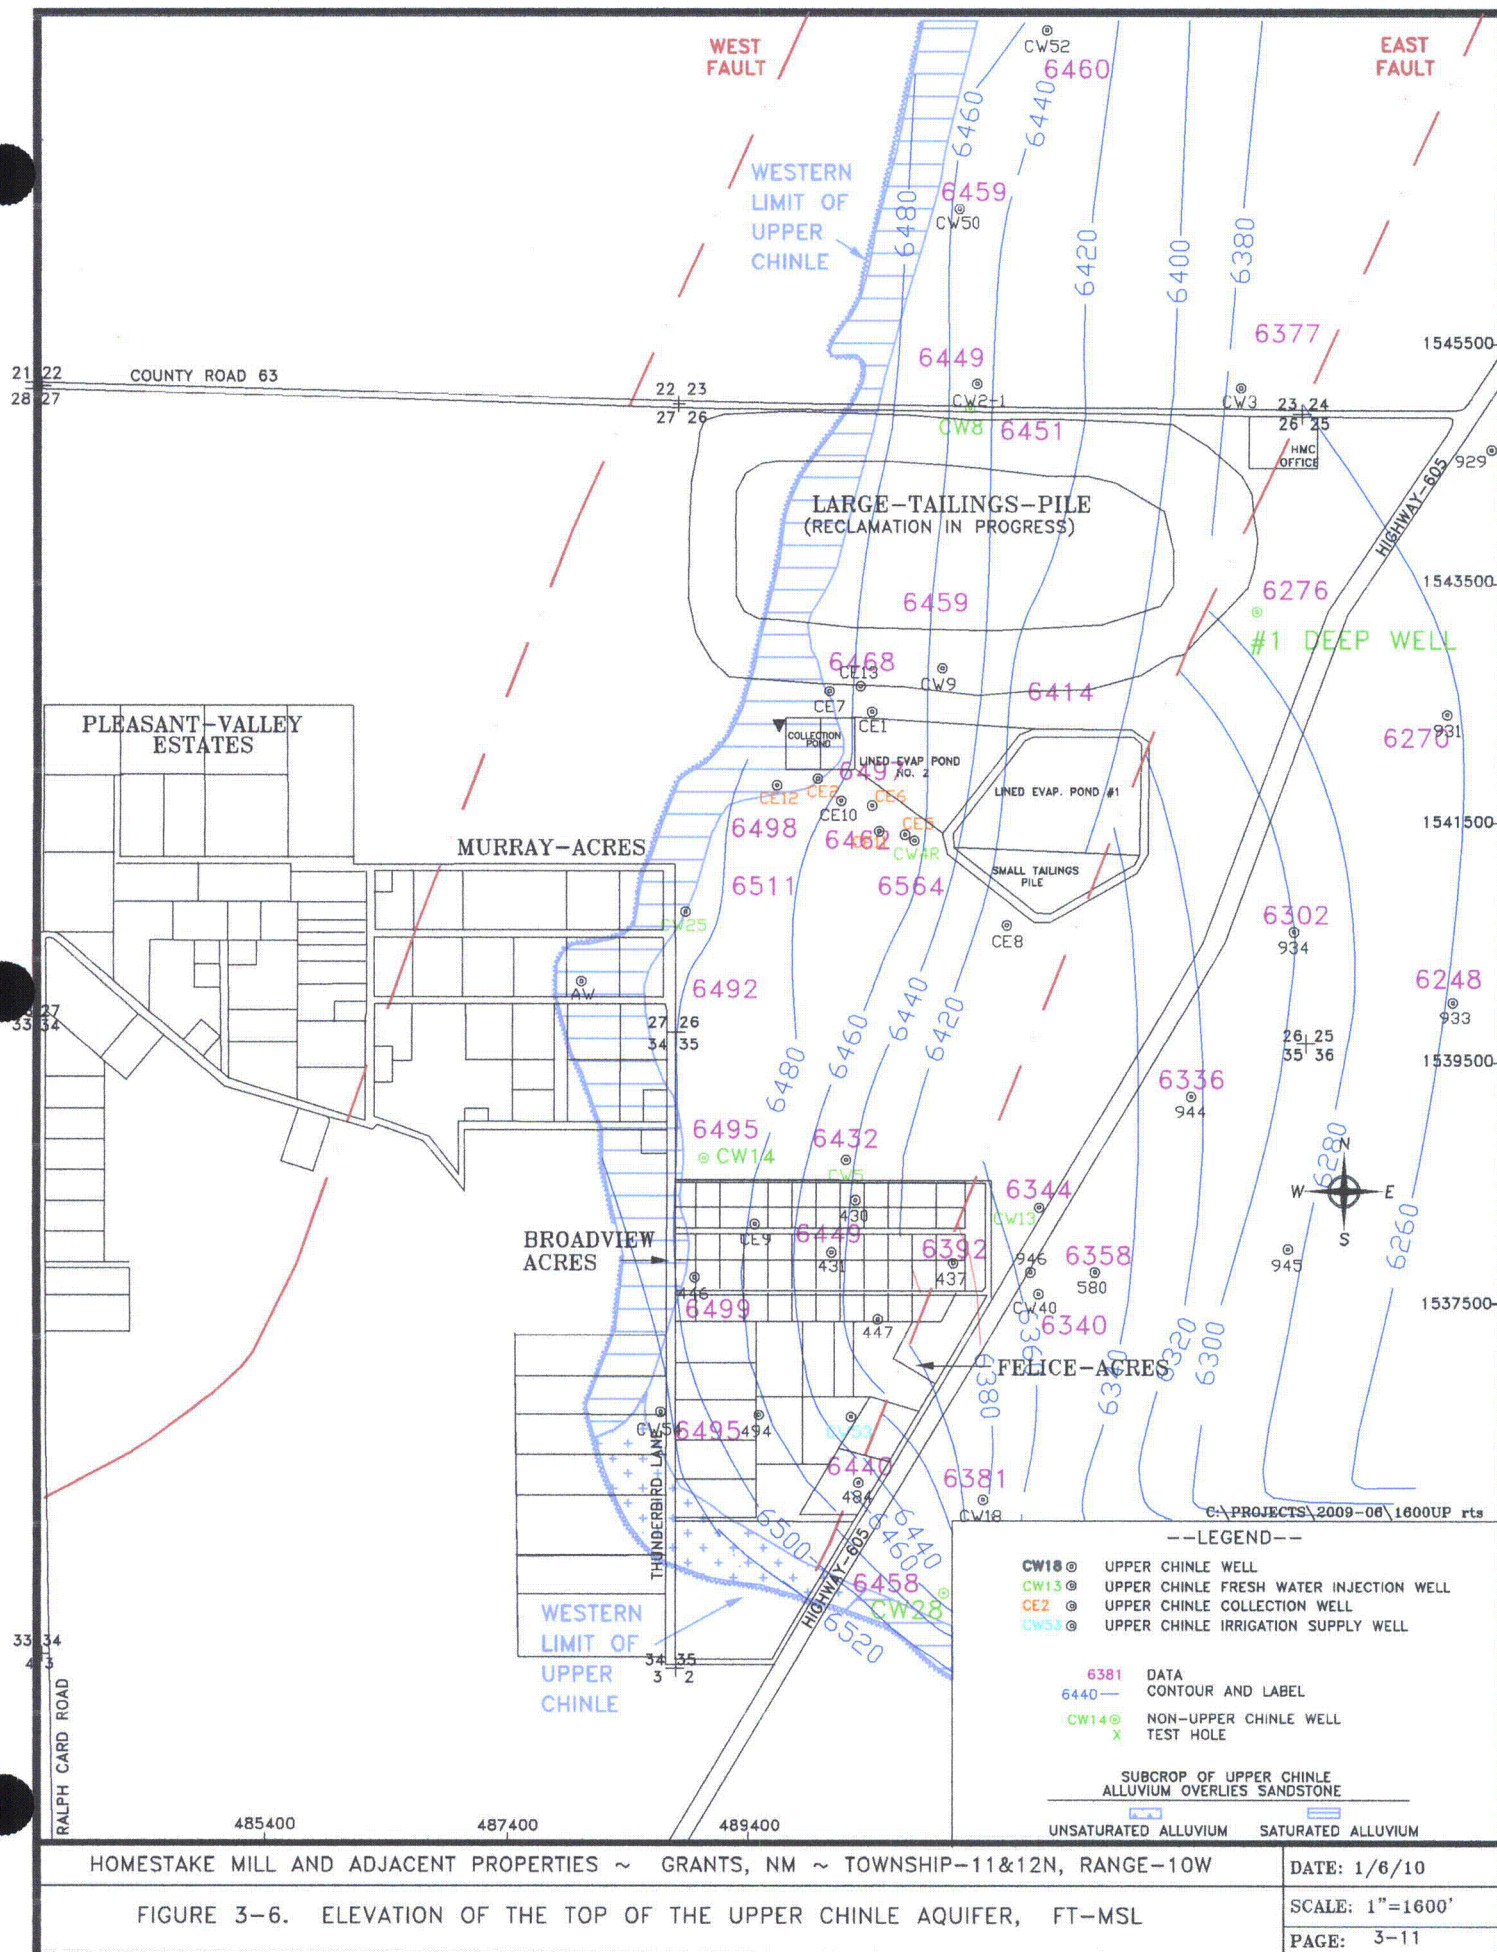 WEST
FAULT
EAST
FAULT
CW52
6460
6460
6440
WESTERN
LIMIT OF
UPPER
CHINLE
6459
CW50
6480
6420
6400
6380
6377
1545500
6449
CW2-1
CW3
21 22
28 27
COUNTY ROAD 63
22 23
27 26
23 24
26 25
CW8
6451
HMC
OFFICE
929
HIGHWAY-605
LARGE-TAILINGS-PILE
(RECLAMATION IN PROGRESS)
1543500
6459
6276
#1 DEEP WELL
6468
CE13
CW9
CE7
6414
CE1
931
6270
PLEASANT-VALLEY
ESTATES
COLLECTION
POND
LINED EVAP POND
NO. 2
6497
LINED EVAP. POND #1
CE12
CE2
CE6
CE10
CE5
1541500
6498
6462
CW4R
MURRAY-ACRES
6511
6564
SMALL TAILINGS
PILE
CW25
CE8
6302
934
AW
6492
6248
933
33 34
27 26
34 35
26 25
35 36
6480
6460
6440
6420
1539500
6336
944
6495
CW14
6432
CW5
6280
N
W E
S
430
6344
CW13
6260
BROADVIEW
ACRES
CE9
6449
431
6392
437
946
6358
580
945
446
6499
CW40
6340
1537500
447
6360
6380
FELICE-ACRES
6340
6320
6300
CW54
6495
494
CW53
THUNDERBIRD LANE
6440
484
6381
CW18
C:\PROJECTS\2009-06\1600UP rts
6500
6460
6440
HIGHWAY-605
6458
CW28
6520
WESTERN
LIMIT OF
UPPER
CHINLE
33 34
4 3
34 35
3 2
RALPH CARD ROAD
--LEGEND--
CW18 UPPER CHINLE WELL
CW13 UPPER CHINLE FRESH WATER INJECTION WELL
CE2 UPPER CHINLE COLLECTION WELL
CW53 UPPER CHINLE IRRIGATION SUPPLY WELL
6381 DATA
6440— CONTOUR AND LABEL
CW14 NON-UPPER CHINLE WELL
X TEST HOLE
SUBCROP OF UPPER CHINLE
ALLUVIUM OVERLIES SANDSTONE
UNSATURATED ALLUVIUM SATURATED ALLUVIUM
485400 487400 489400
HOMESTAKE MILL AND ADJACENT PROPERTIES ~ GRANTS, NM ~ TOWNSHIP-11&12N, RANGE-10W
DATE: 1/6/10
FIGURE 3-6. ELEVATION OF THE TOP OF THE UPPER CHINLE AQUIFER, FT-MSL
SCALE: 1"=1600'
PAGE: 3-11